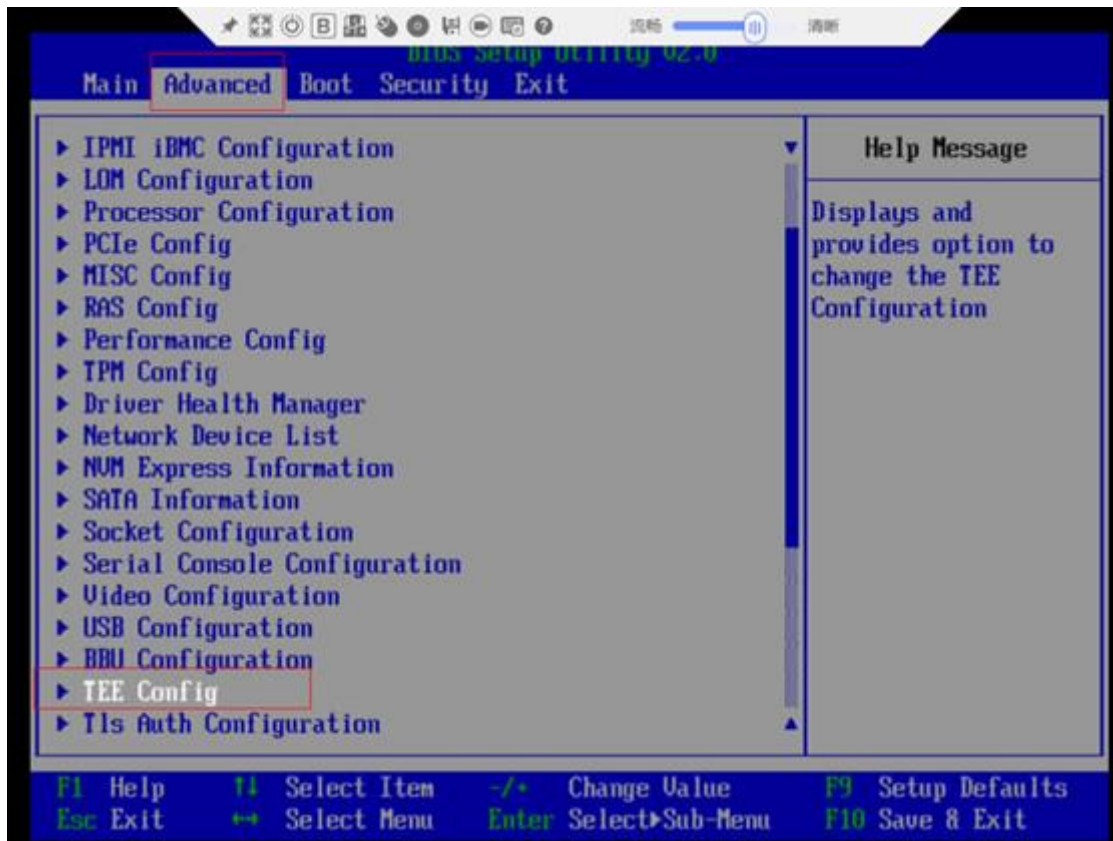 B 流畅 清晰
BIOS Setup Utility V2.0
Main Advanced Boot Security Exit
IPMI iBMC Configuration
LOM Configuration
Processor Configuration
PCIe Config
MISC Config
RAS Config
Performance Config
TPM Config
Driver Health Manager
Network Device List
NVM Express Information
SATA Information
Socket Configuration
Serial Console Configuration
Video Configuration
USB Configuration
BBU Configuration
TEE Config
Tls Auth Configuration
Help Message
Displays and
provides option to
change the TEE
Configuration
F1 Help ↑↓ Select Item -/+ Change Value F9 Setup Defaults
Esc Exit ↔ Select Menu Enter Select▶Sub-Menu F10 Save & Exit